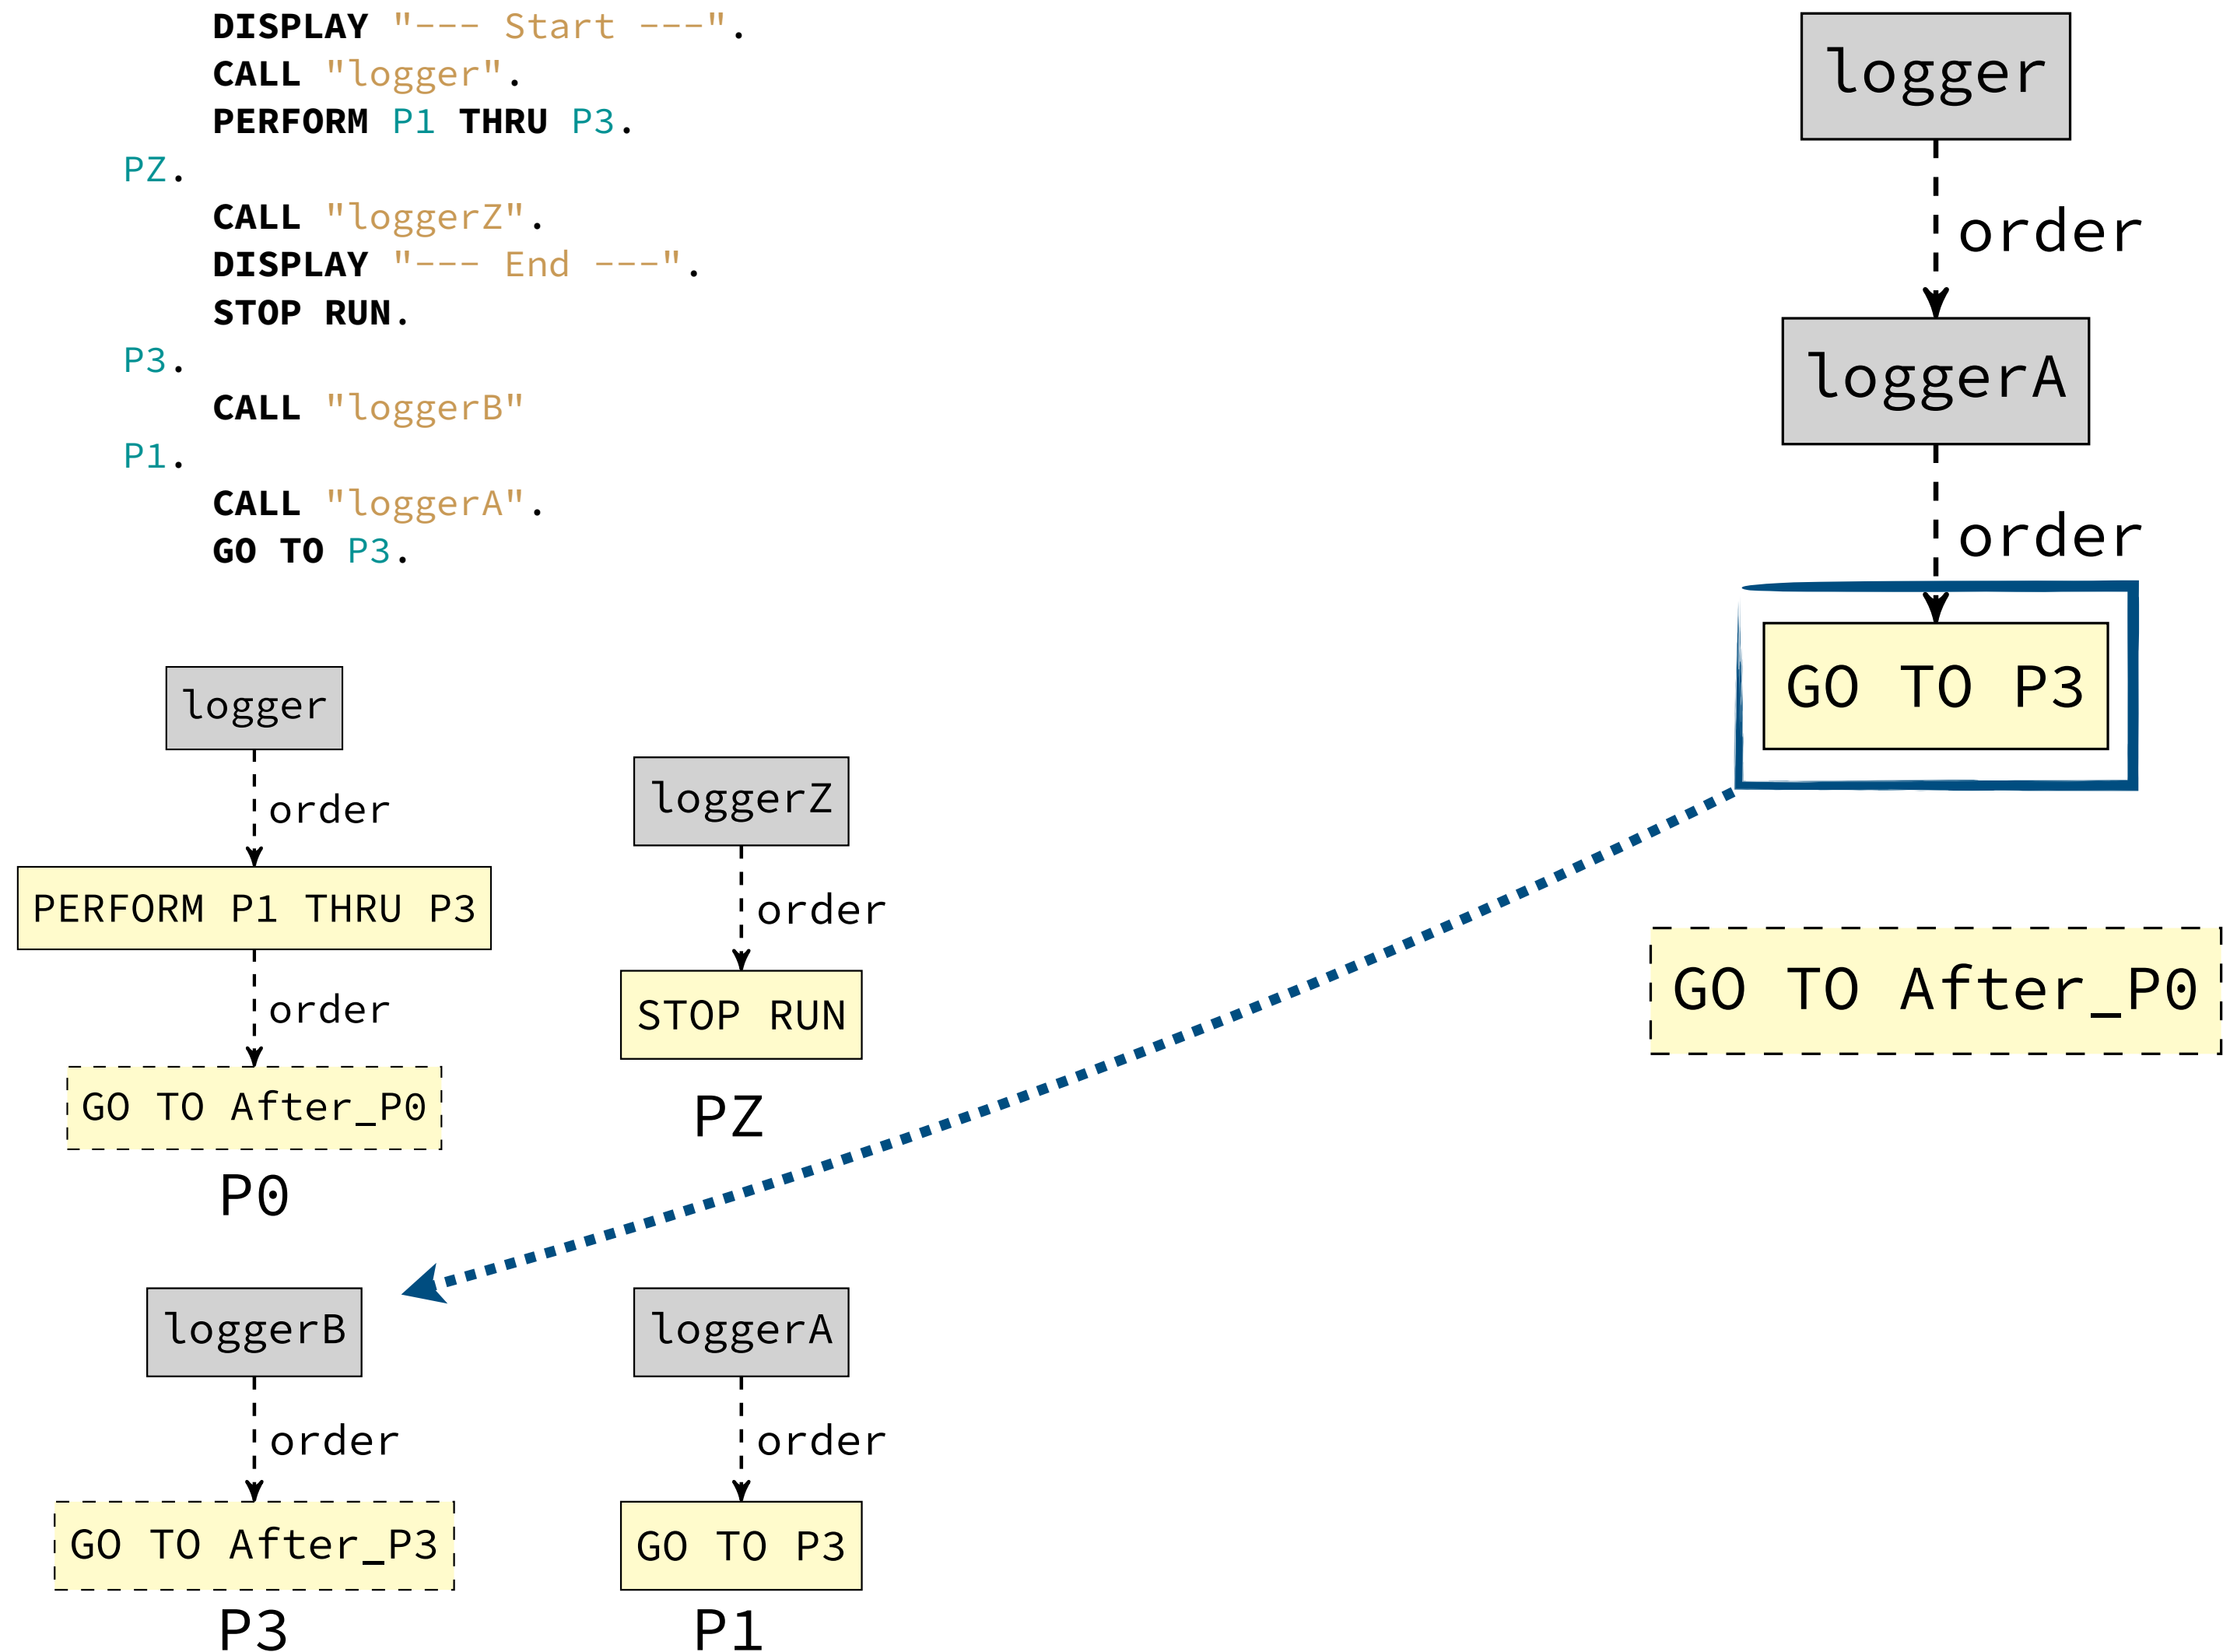 DISPLAY "--- Start ---".
CALL "logger".
PERFORM P1 THRU P3.
PZ.
CALL "loggerZ".
DISPLAY "--- End ---".
STOP RUN.
P3.
CALL "loggerB"
P1.
CALL "loggerA".
GO TO P3.
logger
order
PERFORM P1 THRU P3
order
GO TO After_P0
P0
loggerZ
order
STOP RUN
PZ
loggerB
order
GO TO After_P3
P3
loggerA
order
GO TO P3
P1
logger
order
loggerA
order
GO TO P3
GO TO After_P0